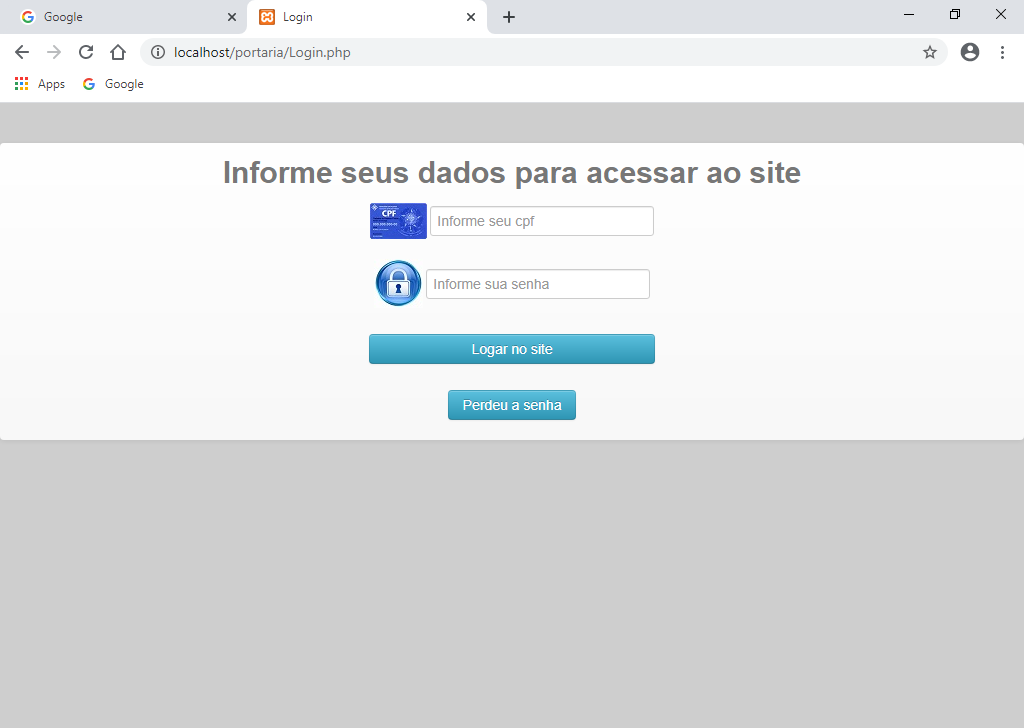 Google
Login
localhost/portaria/Login.php
Apps
Google
Informe seus dados para acessar ao site
CPF
Informe seu cpf
Informe sua senha
Logar no site
Perdeu a senha